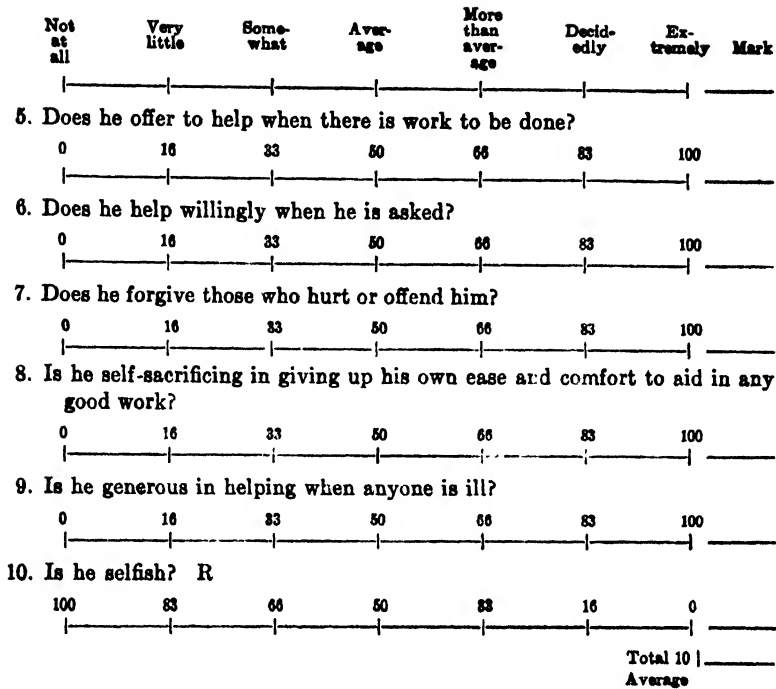 Not at all Very little Some-what Aver-age More than aver-age Decid-edly Ex-tremely Mark
5. Does he offer to help when there is work to be done?
0 16 33 50 66 83 100
6. Does he help willingly when he is asked?
0 16 33 50 66 83 100
7. Does he forgive those who hurt or offend him?
0 16 33 50 66 83 100
8. Is he self-sacrificing in giving up his own ease and comfort to aid in any
good work?
0 16 33 50 66 83 100
9. Is he generous in helping when anyone is ill?
0 16 33 50 66 83 100
10. Is he selfish? R
100 83 66 50 33 16 0
Total 10
Average